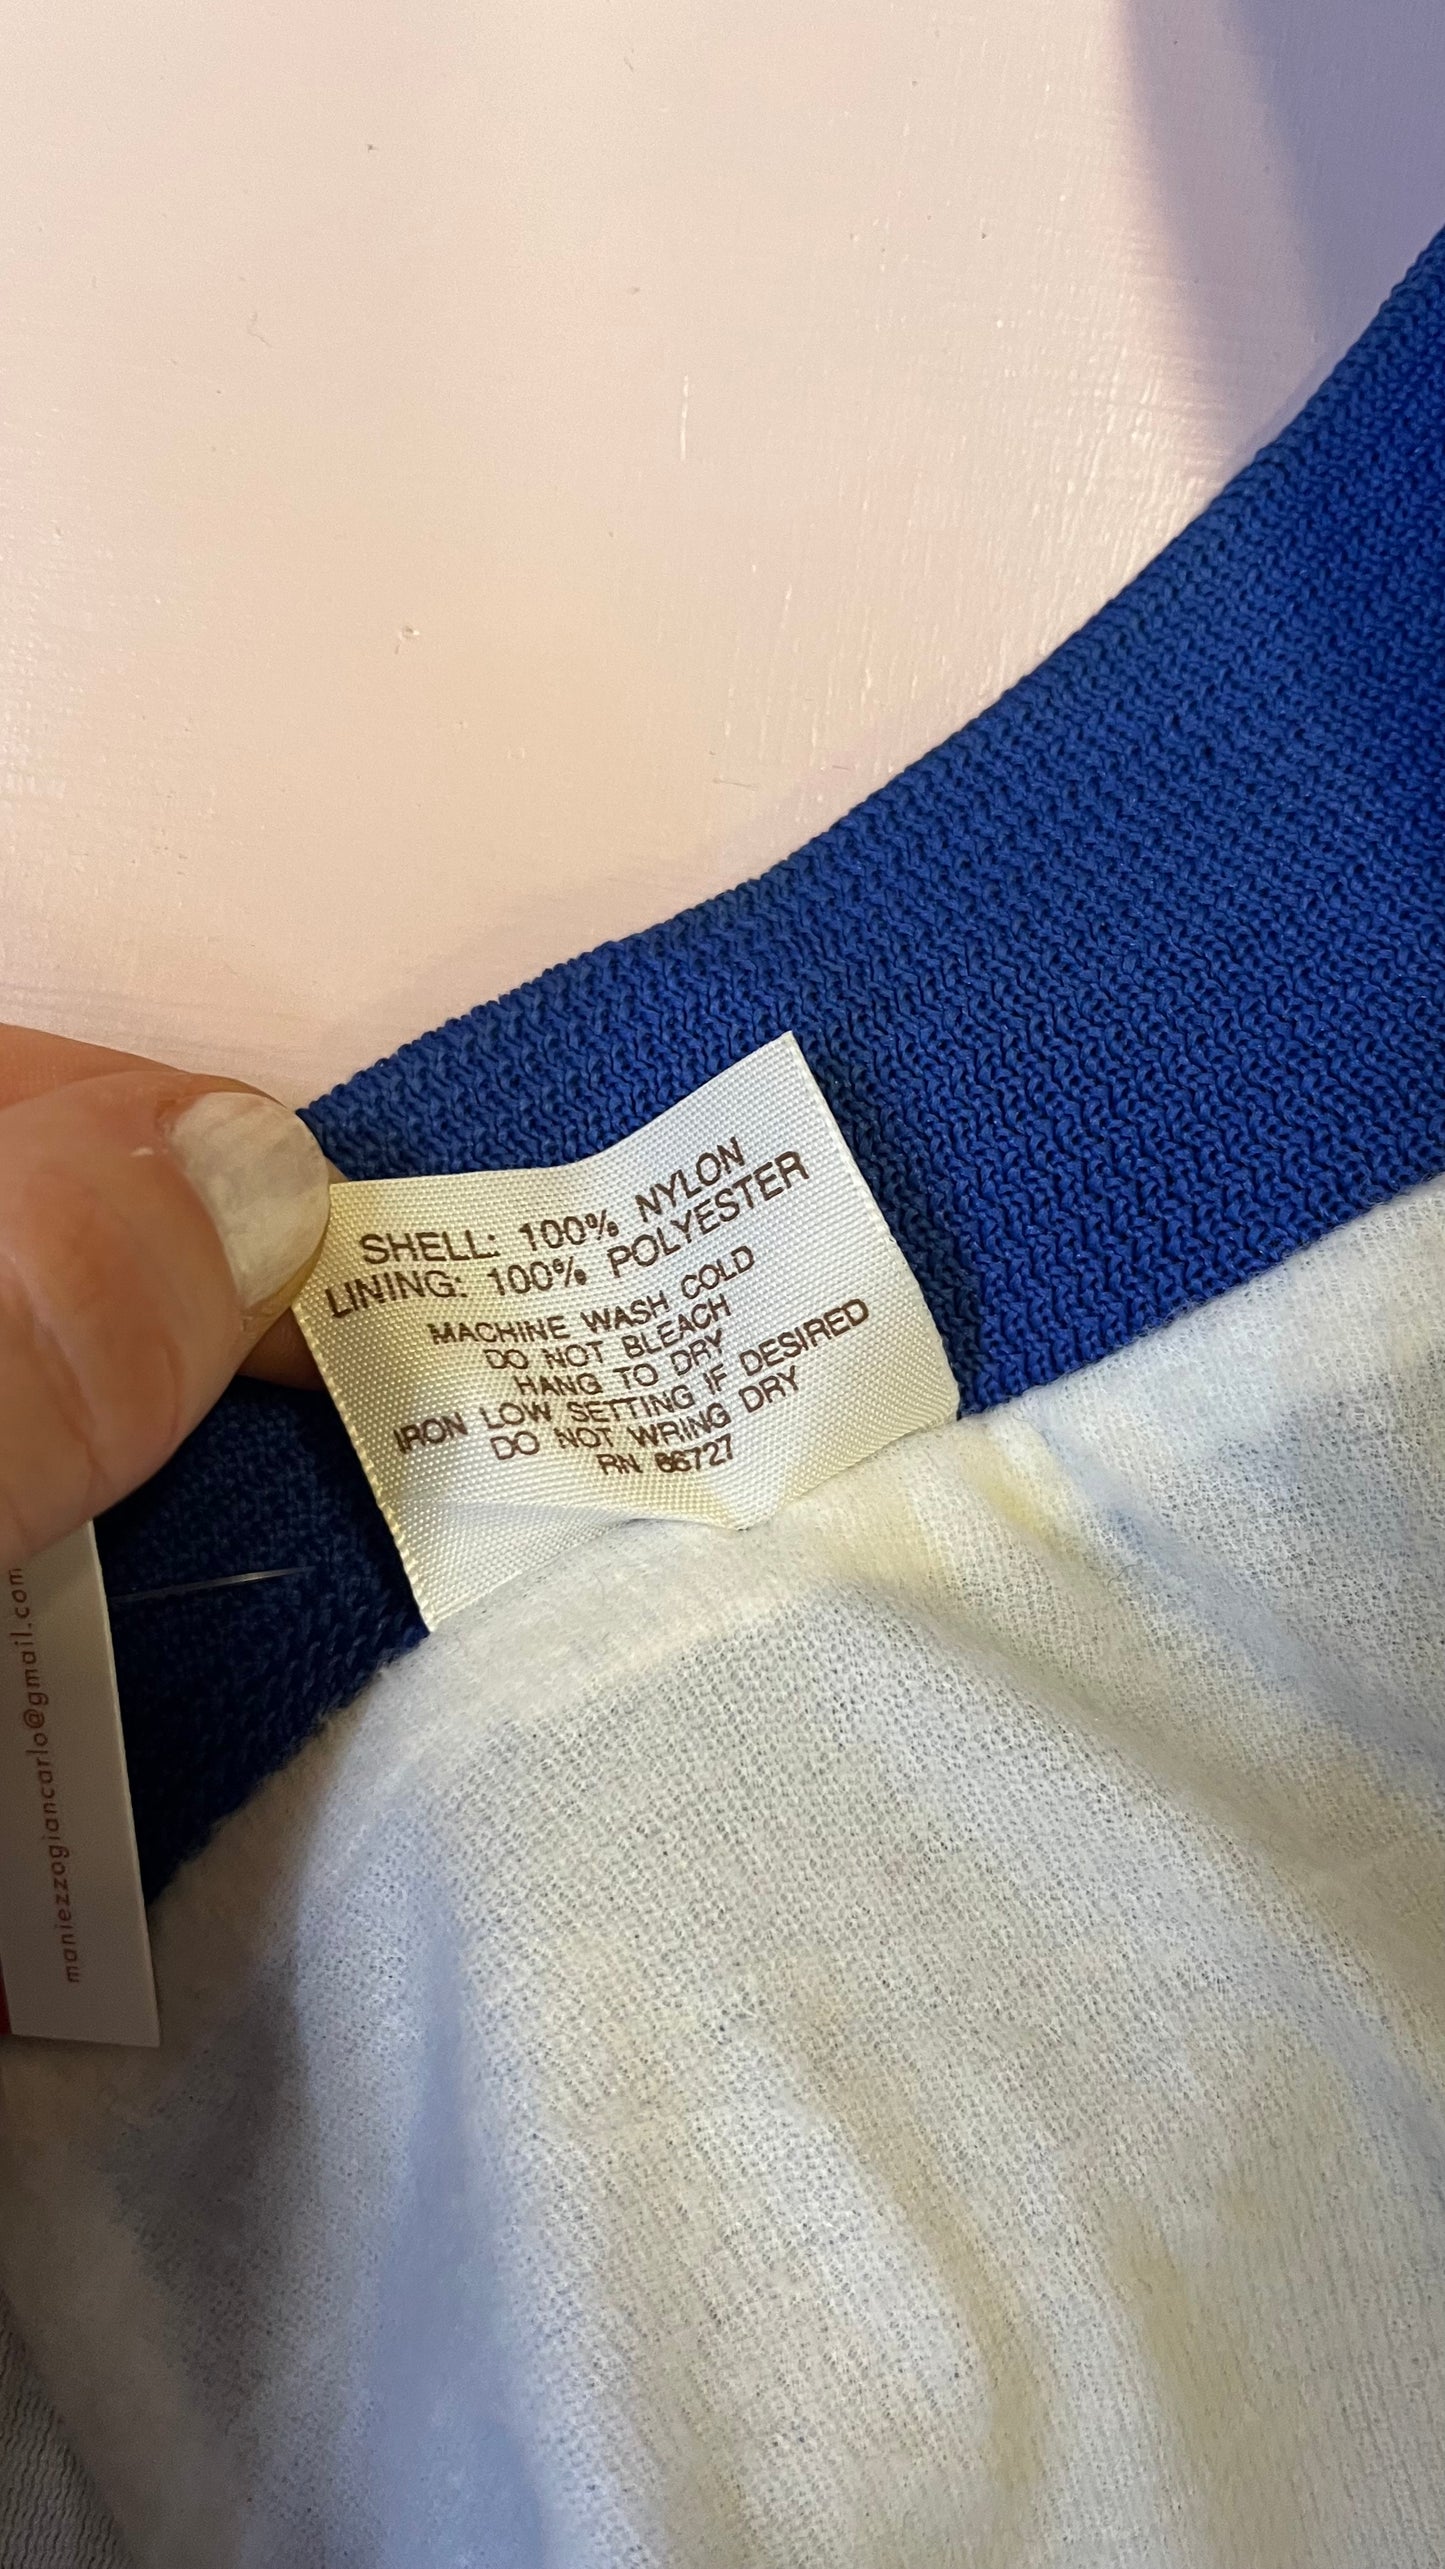 SHELL: 100% NYLON
LINING: 100% POLYESTER
MACHINE WASH COLD
DO NOT BLEACH
HANG TO DRY
IRON LOW SETTING IF DESIRED
DO NOT WRING DRY
RN 66727
maniezzogiancarlo@gmail.com